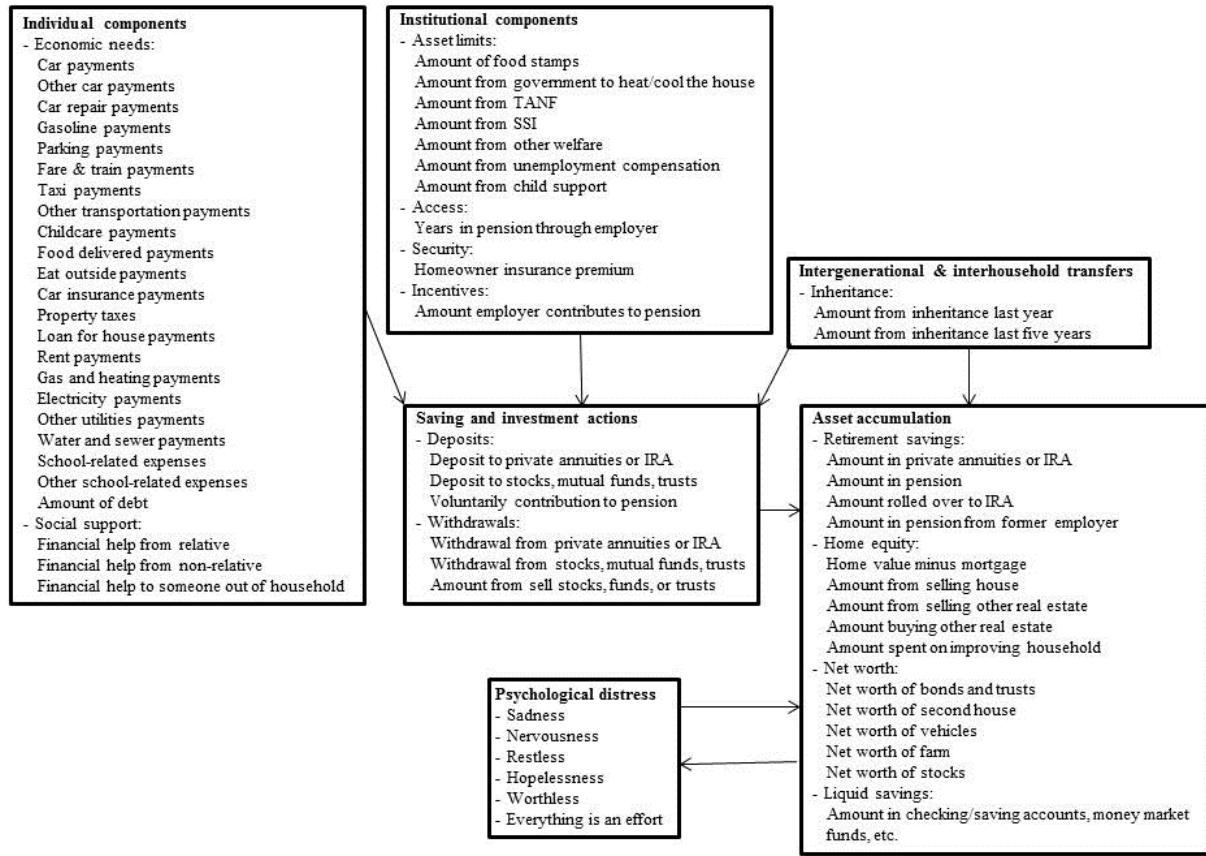 Individual components
- Economic needs:
Car payments
Other car payments
Car repair payments
Gasoline payments
Parking payments
Fare & train payments
Taxi payments
Other transportation payments
Childcare payments
Food delivered payments
Eat outside payments
Car insurance payments
Property taxes
Loan for house payments
Rent payments
Gas and heating payments
Electricity payments
Other utilities payments
Water and sewer payments
School-related expenses
Other school-related expenses
Amount of debt
- Social support:
Financial help from relative
Financial help from non-relative
Financial help to someone out of household
Institutional components
- Asset limits:
Amount of food stamps
Amount from government to heat/cool the house
Amount from TANF
Amount from SSI
Amount from other welfare
Amount from unemployment compensation
Amount from child support
- Access:
Years in pension through employer
- Security:
Homeowner insurance premium
- Incentives:
Amount employer contributes to pension
Intergenerational & interhousehold transfers
- Inheritance:
Amount from inheritance last year
Amount from inheritance last five years
Saving and investment actions
- Deposits:
Deposit to private annuities or IRA
Deposit to stocks, mutual funds, trusts
Voluntarily contribution to pension
- Withdrawals:
Withdrawal from private annuities or IRA
Withdrawal from stocks, mutual funds, trusts
Amount from sell stocks, funds, or trusts
Asset accumulation
- Retirement savings:
Amount in private annuities or IRA
Amount in pension
Amount rolled over to IRA
Amount in pension from former employer
- Home equity:
Home value minus mortgage
Amount from selling house
Amount from selling other real estate
Amount buying other real estate
Amount spent on improving household
- Net worth:
Net worth of bonds and trusts
Net worth of second house
Net worth of vehicles
Net worth of farm
Net worth of stocks
- Liquid savings:
Amount in checking/saving accounts, money market
funds, etc.
Psychological distress
- Sadness
- Nervousness
- Restless
- Hopelessness
- Worthless
- Everything is an effort